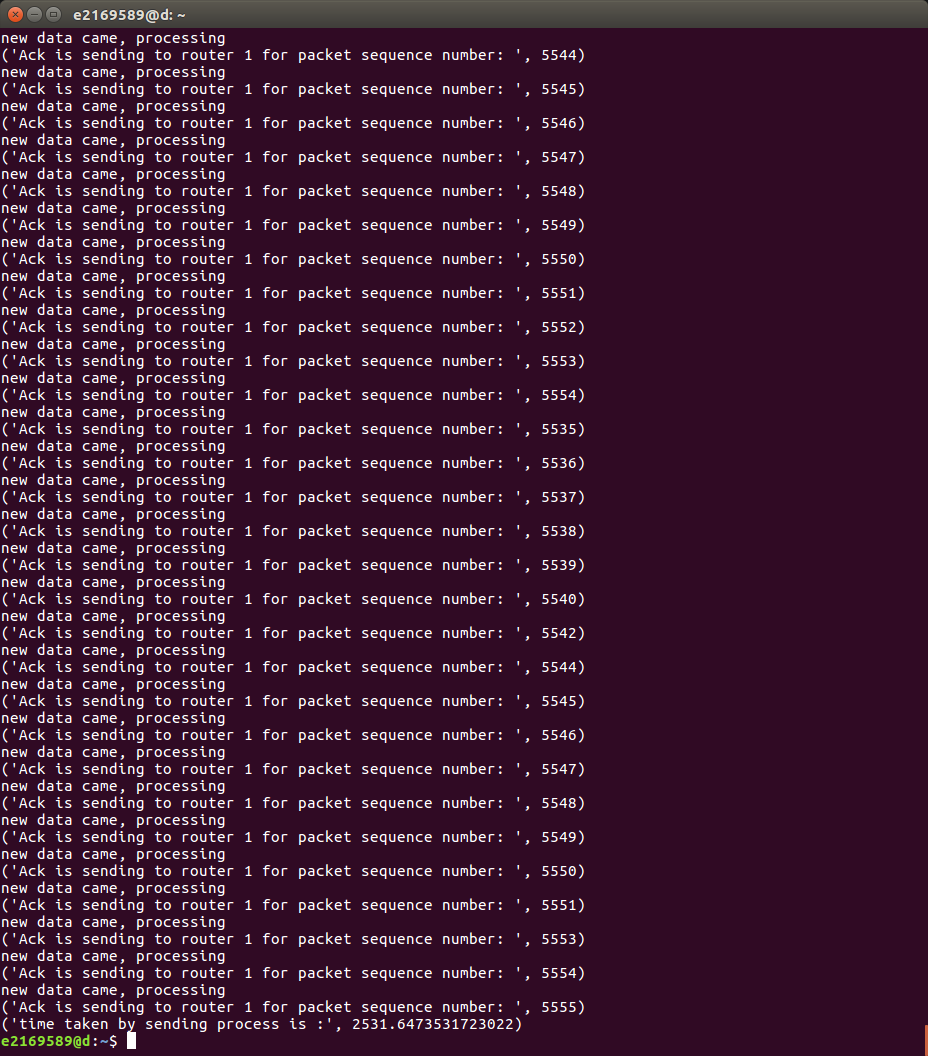 e2169589@d: ~
new data came, processing
('Ack is sending to router 1 for packet sequence number: ', 5544)
new data came, processing
('Ack is sending to router 1 for packet sequence number: ', 5545)
new data came, processing
('Ack is sending to router 1 for packet sequence number: ', 5546)
new data came, processing
('Ack is sending to router 1 for packet sequence number: ', 5547)
new data came, processing
('Ack is sending to router 1 for packet sequence number: ', 5548)
new data came, processing
('Ack is sending to router 1 for packet sequence number: ', 5549)
new data came, processing
('Ack is sending to router 1 for packet sequence number: ', 5550)
new data came, processing
('Ack is sending to router 1 for packet sequence number: ', 5551)
new data came, processing
('Ack is sending to router 1 for packet sequence number: ', 5552)
new data came, processing
('Ack is sending to router 1 for packet sequence number: ', 5553)
new data came, processing
('Ack is sending to router 1 for packet sequence number: ', 5554)
new data came, processing
('Ack is sending to router 1 for packet sequence number: ', 5535)
new data came, processing
('Ack is sending to router 1 for packet sequence number: ', 5536)
new data came, processing
('Ack is sending to router 1 for packet sequence number: ', 5537)
new data came, processing
('Ack is sending to router 1 for packet sequence number: ', 5538)
new data came, processing
('Ack is sending to router 1 for packet sequence number: ', 5539)
new data came, processing
('Ack is sending to router 1 for packet sequence number: ', 5540)
new data came, processing
('Ack is sending to router 1 for packet sequence number: ', 5542)
new data came, processing
('Ack is sending to router 1 for packet sequence number: ', 5544)
new data came, processing
('Ack is sending to router 1 for packet sequence number: ', 5545)
new data came, processing
('Ack is sending to router 1 for packet sequence number: ', 5546)
new data came, processing
('Ack is sending to router 1 for packet sequence number: ', 5547)
new data came, processing
('Ack is sending to router 1 for packet sequence number: ', 5548)
new data came, processing
('Ack is sending to router 1 for packet sequence number: ', 5549)
new data came, processing
('Ack is sending to router 1 for packet sequence number: ', 5550)
new data came, processing
('Ack is sending to router 1 for packet sequence number: ', 5551)
new data came, processing
('Ack is sending to router 1 for packet sequence number: ', 5553)
new data came, processing
('Ack is sending to router 1 for packet sequence number: ', 5554)
new data came, processing
('Ack is sending to router 1 for packet sequence number: ', 5555)
('time taken by sending process is :', 2531.6473531723022)
e2169589@d:~$